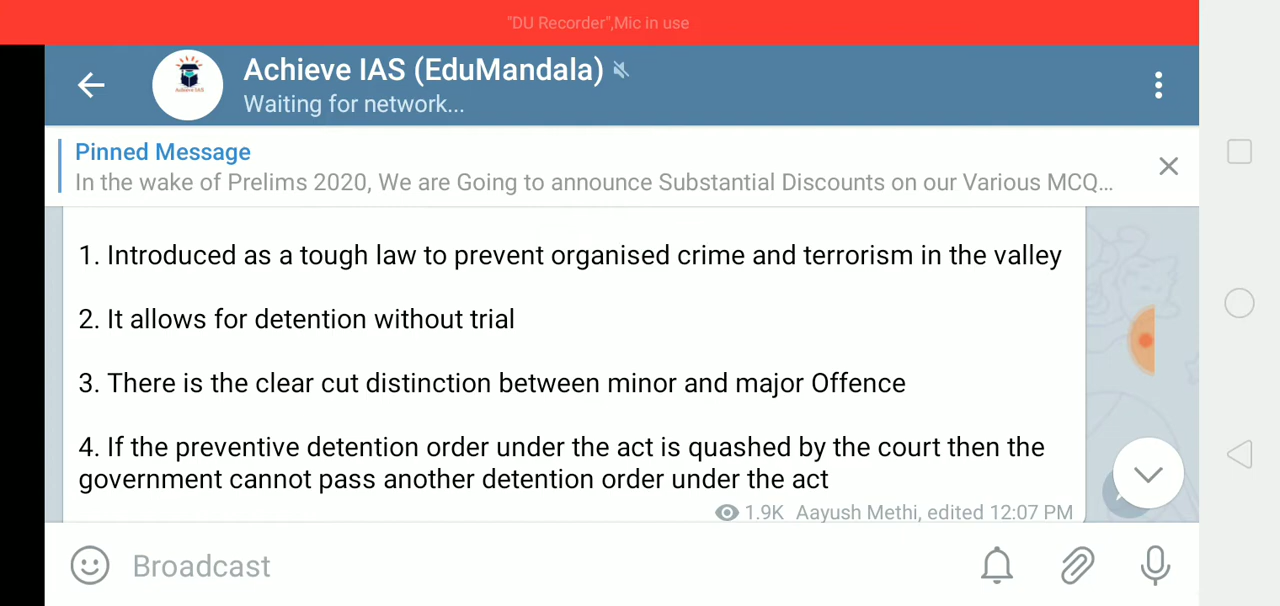 "DU Recorder",Mic in use
Achieve IAS (EduMandala)
Waiting for network...
Pinned Message
In the wake of Prelims 2020, We are Going to announce Substantial Discounts on our Various MCQ...
1. Introduced as a tough law to prevent organised crime and terrorism in the valley
2. It allows for detention without trial
3. There is the clear cut distinction between minor and major Offence
4. If the preventive detention order under the act is quashed by the court then the
government cannot pass another detention order under the act
1.9K Aayush Methi, edited 12:07 PM
Broadcast